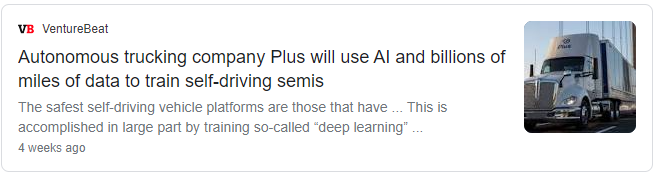 VB VentureBeat
Autonomous trucking company Plus will use AI and billions of
miles of data to train self-driving semis
The safest self-driving vehicle platforms are those that have ... This is
accomplished in large part by training so-called “deep learning” ...
4 weeks ago
Plus